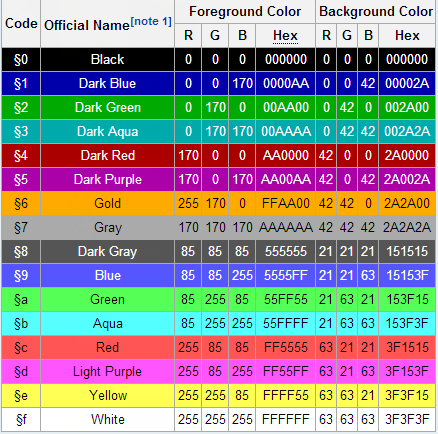 Foreground Color Background Color
Code Official Name[note 1] R G B Hex R G B Hex
§0 Black 0 0 0 000000 0 0 0 000000
§1 Dark Blue 0 0 170 0000AA 0 0 42 00002A
§2 Dark Green 0 170 0 00AA00 0 42 0 002A00
§3 Dark Aqua 0 170 170 00AAAA 0 42 42 002A2A
§4 Dark Red 170 0 0 AA0000 42 0 0 2A0000
§5 Dark Purple 170 0 170 AA00AA 42 0 42 2A002A
§6 Gold 255 170 0 FFAA00 42 42 0 2A2A00
§7 Gray 170 170 170 AAAAAA 42 42 42 2A2A2A
§8 Dark Gray 85 85 85 555555 21 21 21 151515
§9 Blue 85 85 255 5555FF 21 21 63 15153F
§a Green 85 255 85 55FF55 21 63 21 153F15
§b Aqua 85 255 255 55FFFF 21 63 63 153F3F
§c Red 255 85 85 FF5555 63 21 21 3F1515
§d Light Purple 255 85 255 FF55FF 63 21 63 3F153F
§e Yellow 255 255 85 FFFF55 63 63 21 3F3F15
§f White 255 255 255 FFFFFF 63 63 63 3F3F3F